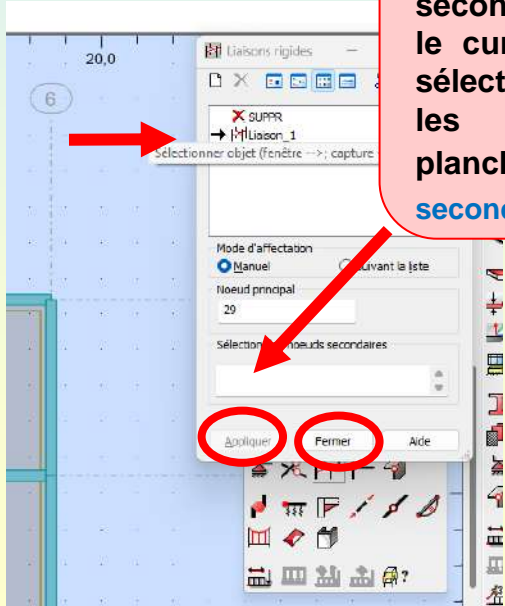 secon
le cur
sélect
les
planch
second
20,0
6
Liaisons rigides
SUPPR
Liaison_1
Sélectionner objet (fenêtre -->; capture
Mode d'affectation
Manuel
suivant la liste
Noeud principal
29
Sélection noeuds secondaires
Appliquer
Fermer
Aide